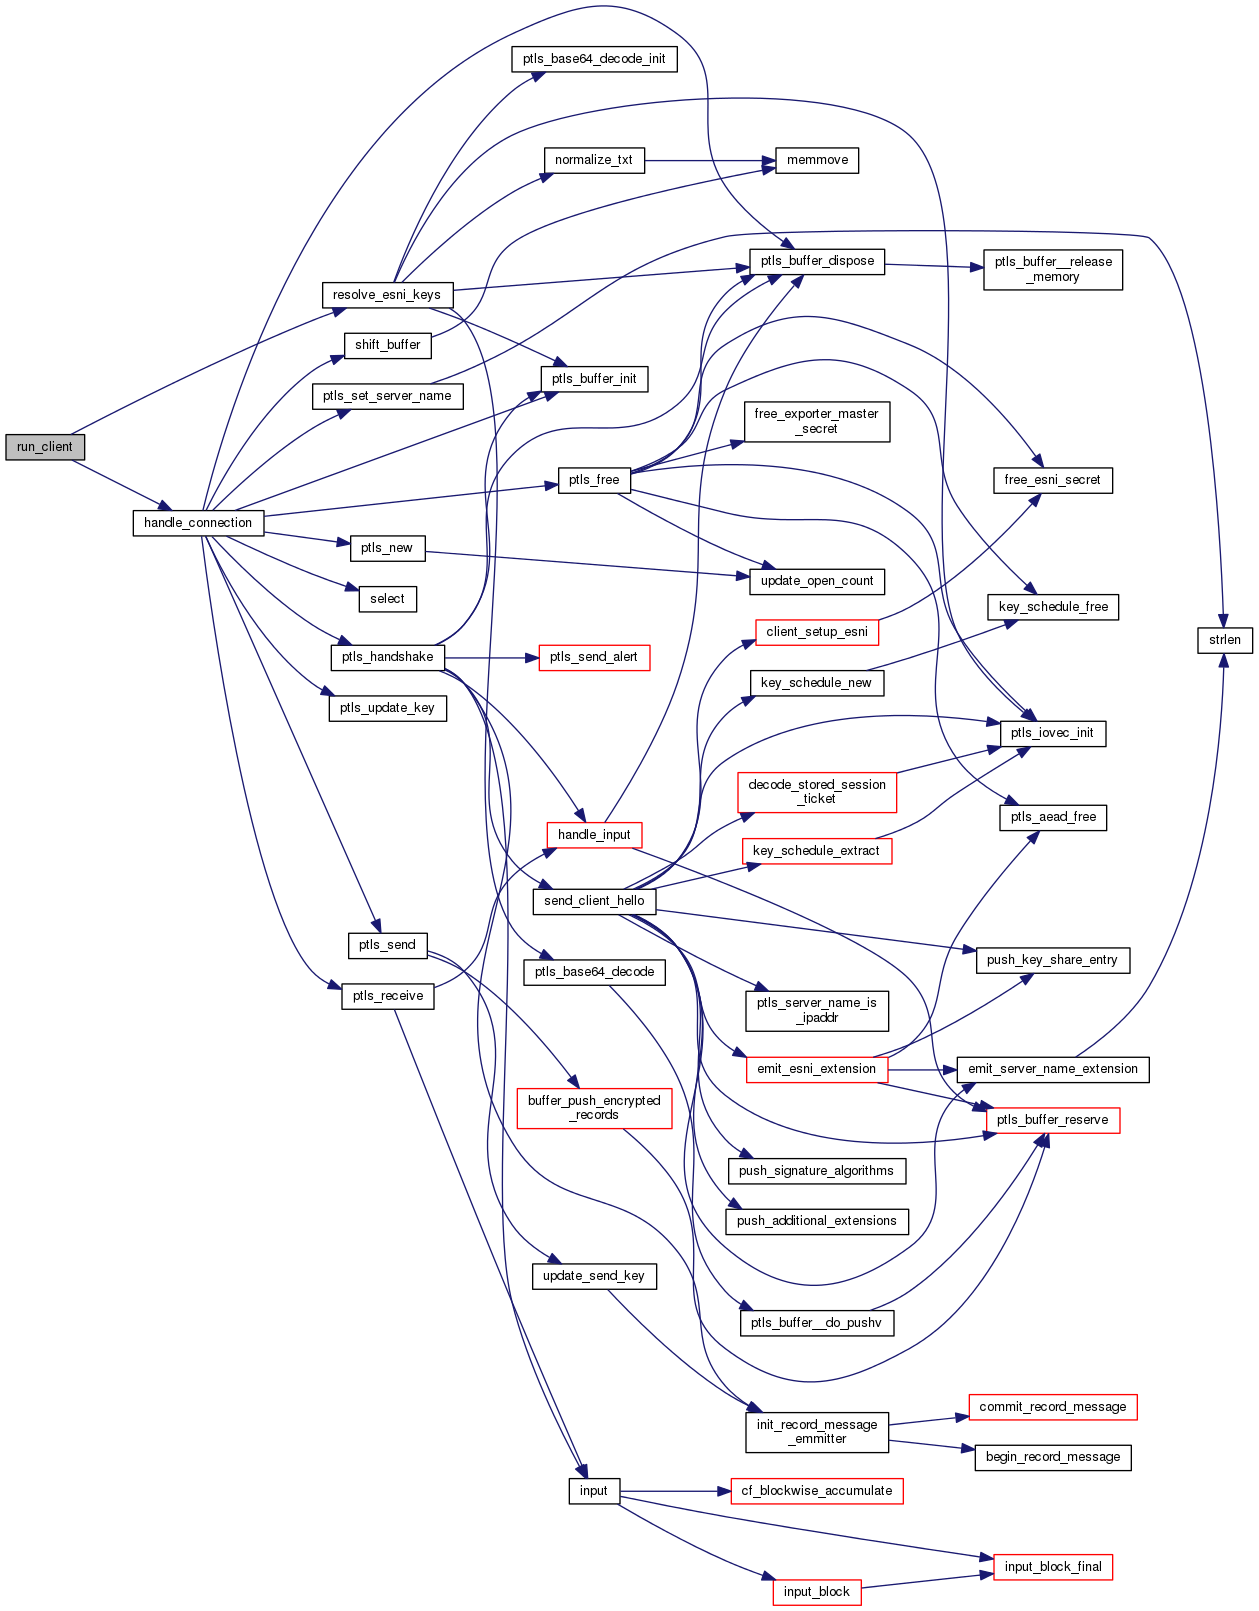 run_client
resolve_esni_keys
shift_buffer
ptls_set_server_name
handle_connection
ptls_new
select
ptls_handshake
ptls_update_key
ptls_send
ptls_receive
ptls_base64_decode_init
normalize_txt
ptls_buffer_init
ptls_free
ptls_send_alert
handle_input
send_client_hello
ptls_base64_decode
buffer_push_encrypted
_records
update_send_key
input
memmove
ptls_buffer_dispose
free_exporter_master
_secret
update_open_count
client_setup_esni
key_schedule_new
decode_stored_session
_ticket
key_schedule_extract
ptls_server_name_is
_ipaddr
emit_esni_extension
push_signature_algorithms
push_additional_extensions
ptls_buffer__do_pushv
init_record_message
_emmitter
cf_blockwise_accumulate
input_block
ptls_buffer__release
_memory
free_esni_secret
key_schedule_free
ptls_iovec_init
ptls_aead_free
push_key_share_entry
emit_server_name_extension
ptls_buffer_reserve
commit_record_message
begin_record_message
input_block_final
strlen